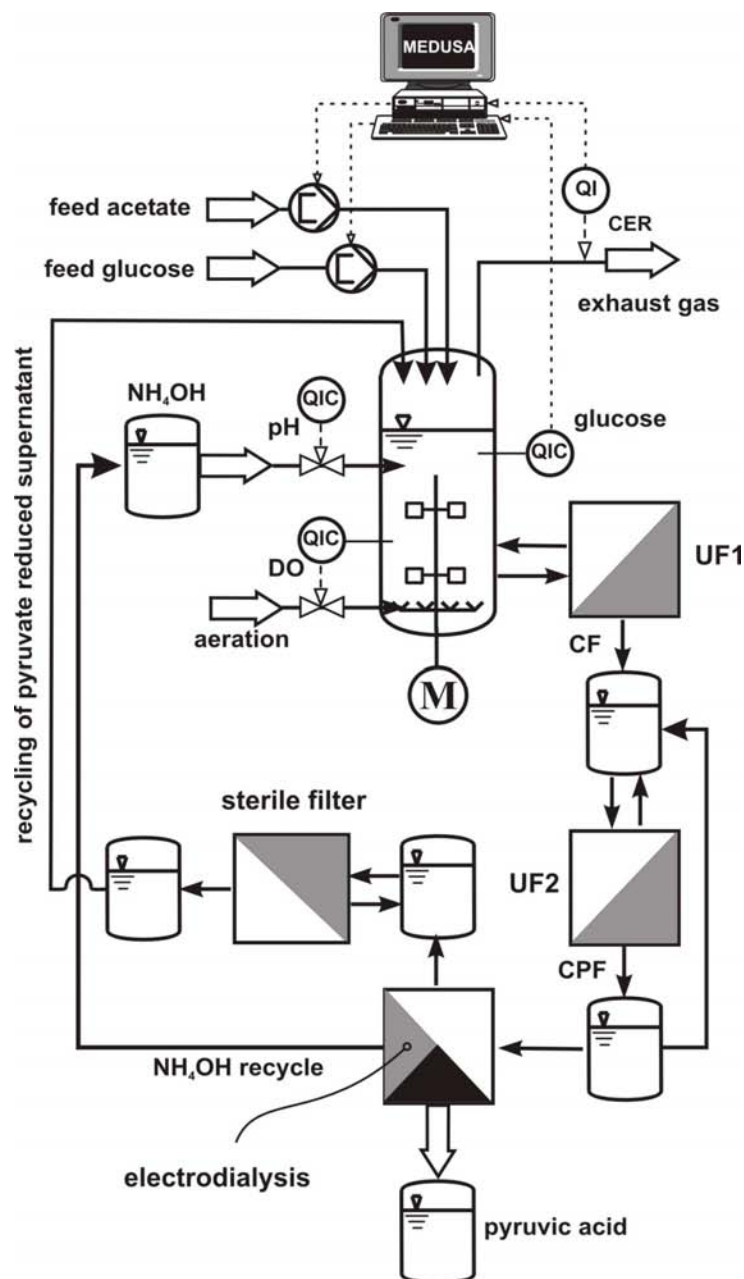 MEDUSA
feed acetate
QI
CER
feed glucose
exhaust gas
recycling of pyruvate reduced supernatant
NH₄OH
QIC
pH
glucose
QIC
QIC
DO
UF1
aeration
CF
M
sterile filter
UF2
CPF
NH₄OH recycle
electrodialysis
pyruvic acid